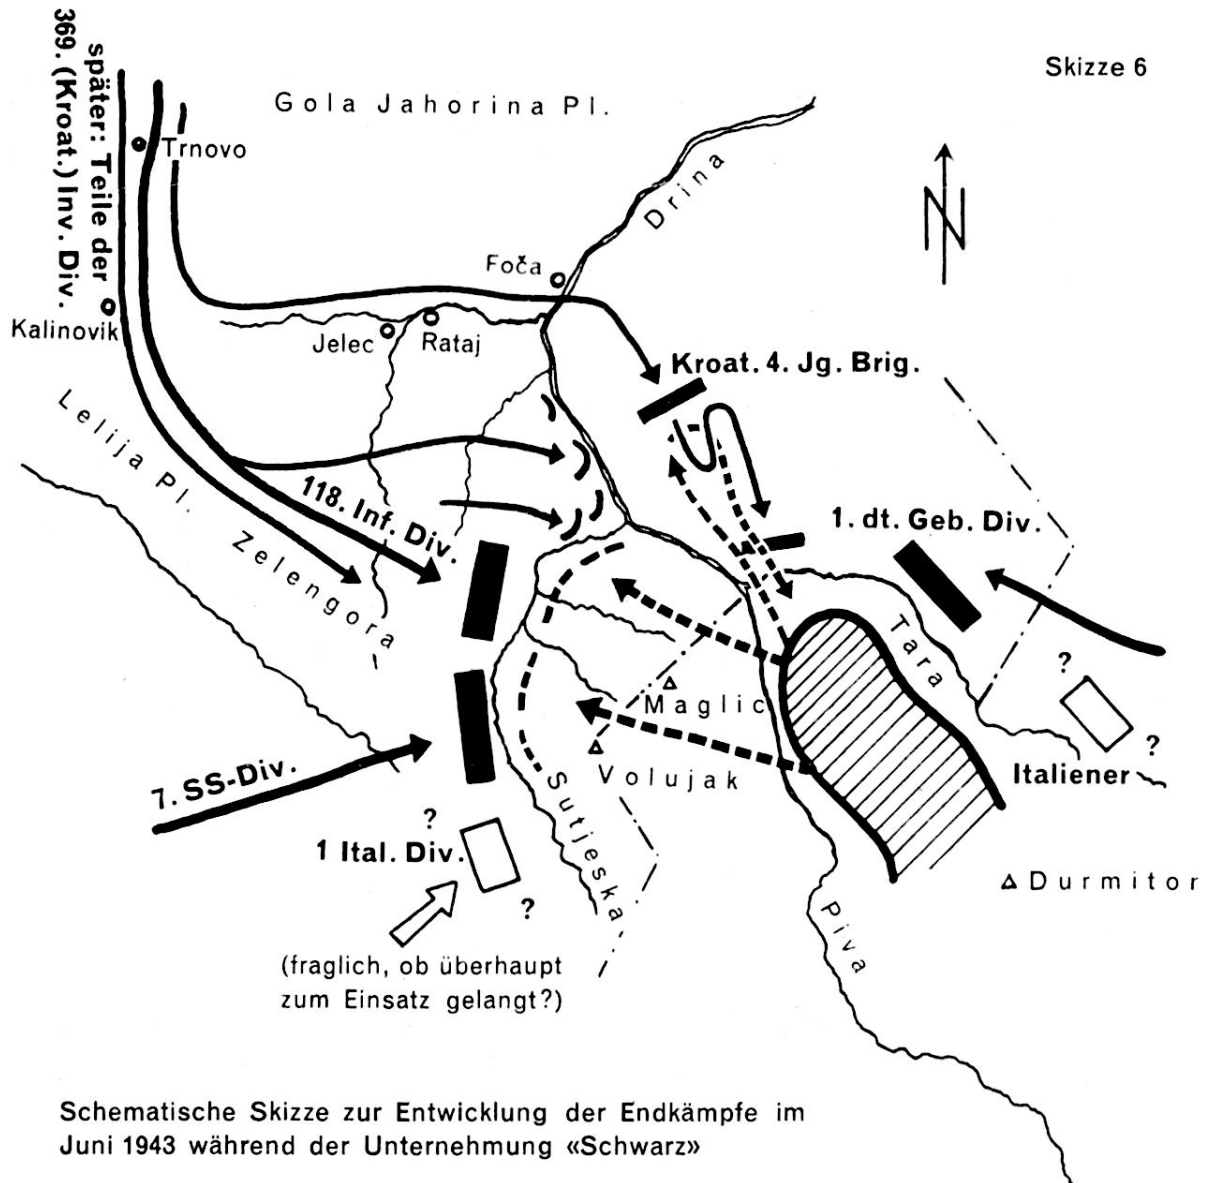 Skizze 6
später: Teile der
369. (Kroat.) Inv. Div.
Gola Jahorina Pl.
Trnovo
Drina
N
Foča
Kalinovik
Jelec
Rataj
Kroat. 4. Jg. Brig.
Lelija Pl.
118. Inf. Div.
1. dt. Geb. Div.
Zelengora
Tara
?
Maglic
?
7. SS-Div.
Volujak
Italiener
Sutjeska
?
1 Ital. Div.
?
Durmitor
Piva
(fraglich, ob überhaupt
zum Einsatz gelangt?)
Schematische Skizze zur Entwicklung der Endkämpfe im
Juni 1943 während der Unternehmung «Schwarz»